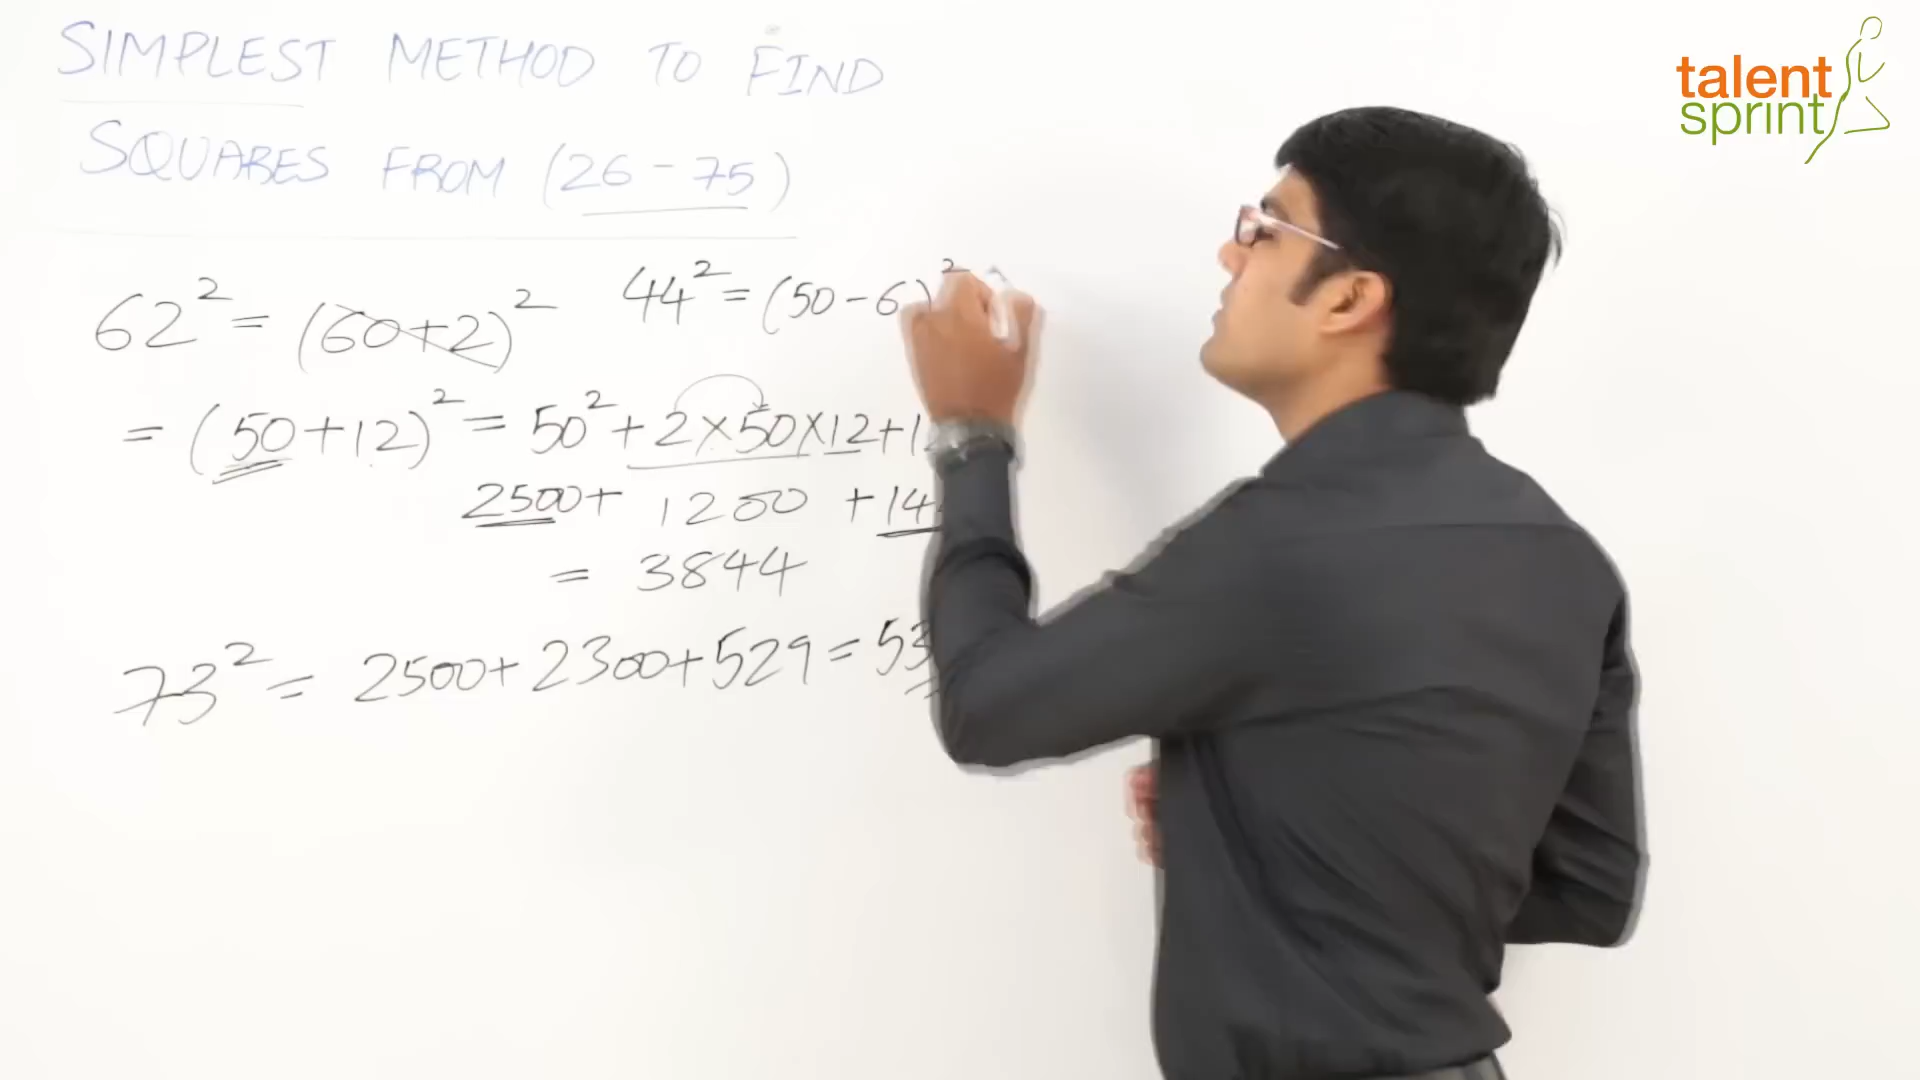 SIMPLEST METHOD TO FIND
SQUARES FROM (26 - 75)
talent
sprint
62² = (60+2)²
44² = (50 - 6)²
= (50+12)² = 50² + 2×50×12+1
2500+ 1200 + 14
= 3844
73² = 2500+2300+529 = 53